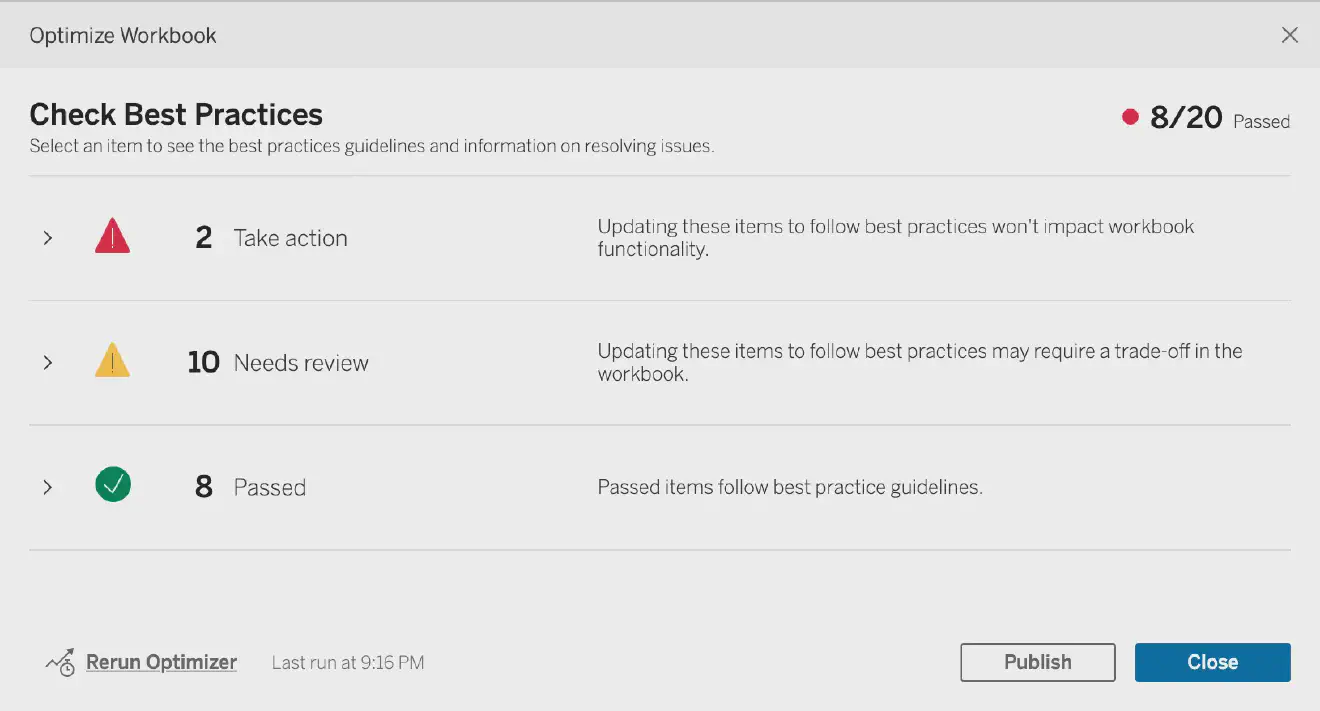 Optimize Workbook
Check Best Practices
8/20 Passed
Select an item to see the best practices guidelines and information on resolving issues.
2 Take action
Updating these items to follow best practices won't impact workbook
functionality.
10 Needs review
Updating these items to follow best practices may require a trade-off in the
workbook.
8 Passed
Passed items follow best practice guidelines.
Rerun Optimizer
Last run at 9:16 PM
Publish
Close